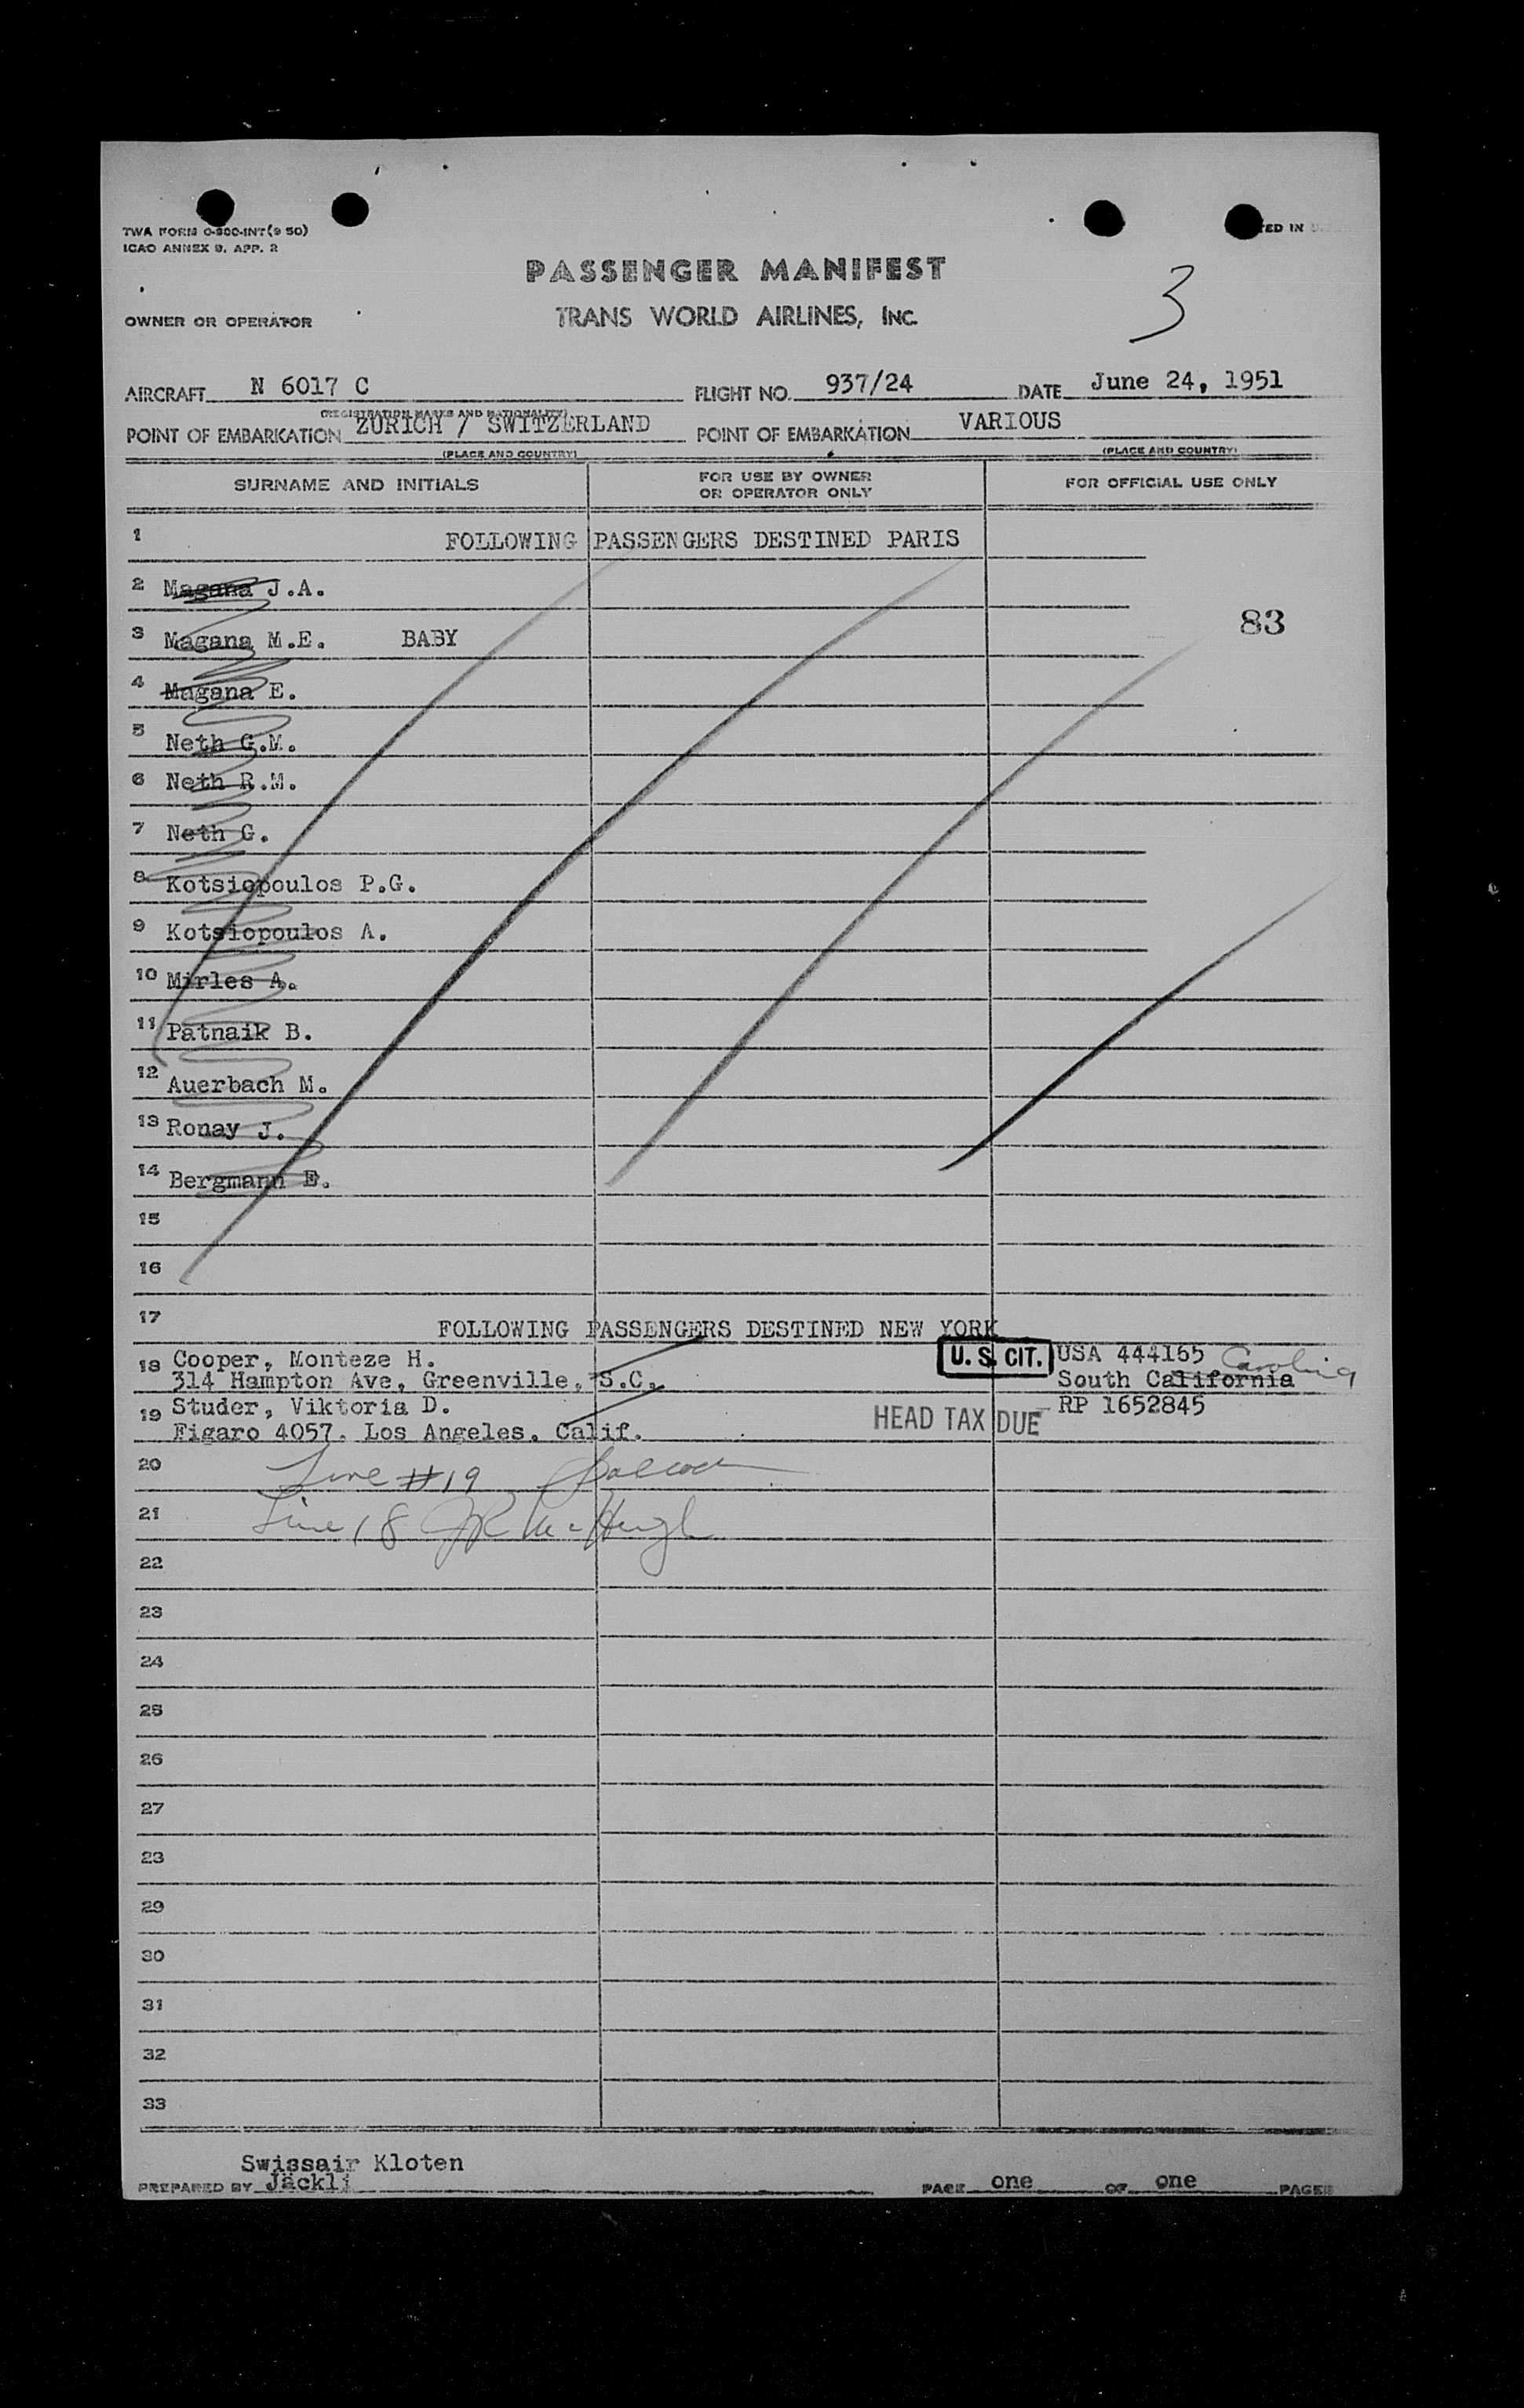 TWA FORM O-900-INT(9 50)
ICAO ANNEX 9, APP. 2
TED IN
PASSENGER MANIFEST
3
OWNER OR OPERATOR
TRANS WORLD AIRLINES, INC.
AIRCRAFT N 6017 C FLIGHT NO. 937/24 DATE June 24, 1951
(REGISTRATION MARKS AND NATIONALITY)
POINT OF EMBARKATION ZURICH / SWITZERLAND POINT OF EMBARKATION VARIOUS
(PLACE AND COUNTRY) (PLACE AND COUNTRY)
SURNAME AND INITIALS FOR USE BY OWNER OR OPERATOR ONLY FOR OFFICIAL USE ONLY
1 FOLLOWING PASSENGERS DESTINED PARIS
2 Magana J.A.
83
3 Magana M.E. BABY
4 Magana E.
5 Neth G.M.
6 Neth R.M.
7 Neth G.
8 Kotsiopoulos P.G.
9 Kotsiopoulos A.
10 Mirles A.
11 Patnaik B.
12 Auerbach M.
13 Ronay J.
14 Bergmann E.
15
16
17 FOLLOWING PASSENGERS DESTINED NEW YORK
18 Cooper, Monteze H. U.S. CIT. USA 444165 Carolina
314 Hampton Ave, Greenville, S.C. South California
19 Studer, Viktoria D. HEAD TAX DUE RP 1652845
Figaro 4057. Los Angeles. Calif.
20 Line #19
21 Line 18 JR McHugh
22
23
24
25
26
27
28
29
30
31
32
33
Swissair Kloten
PREPARED BY Jäckli PAGE one OF one PAGES